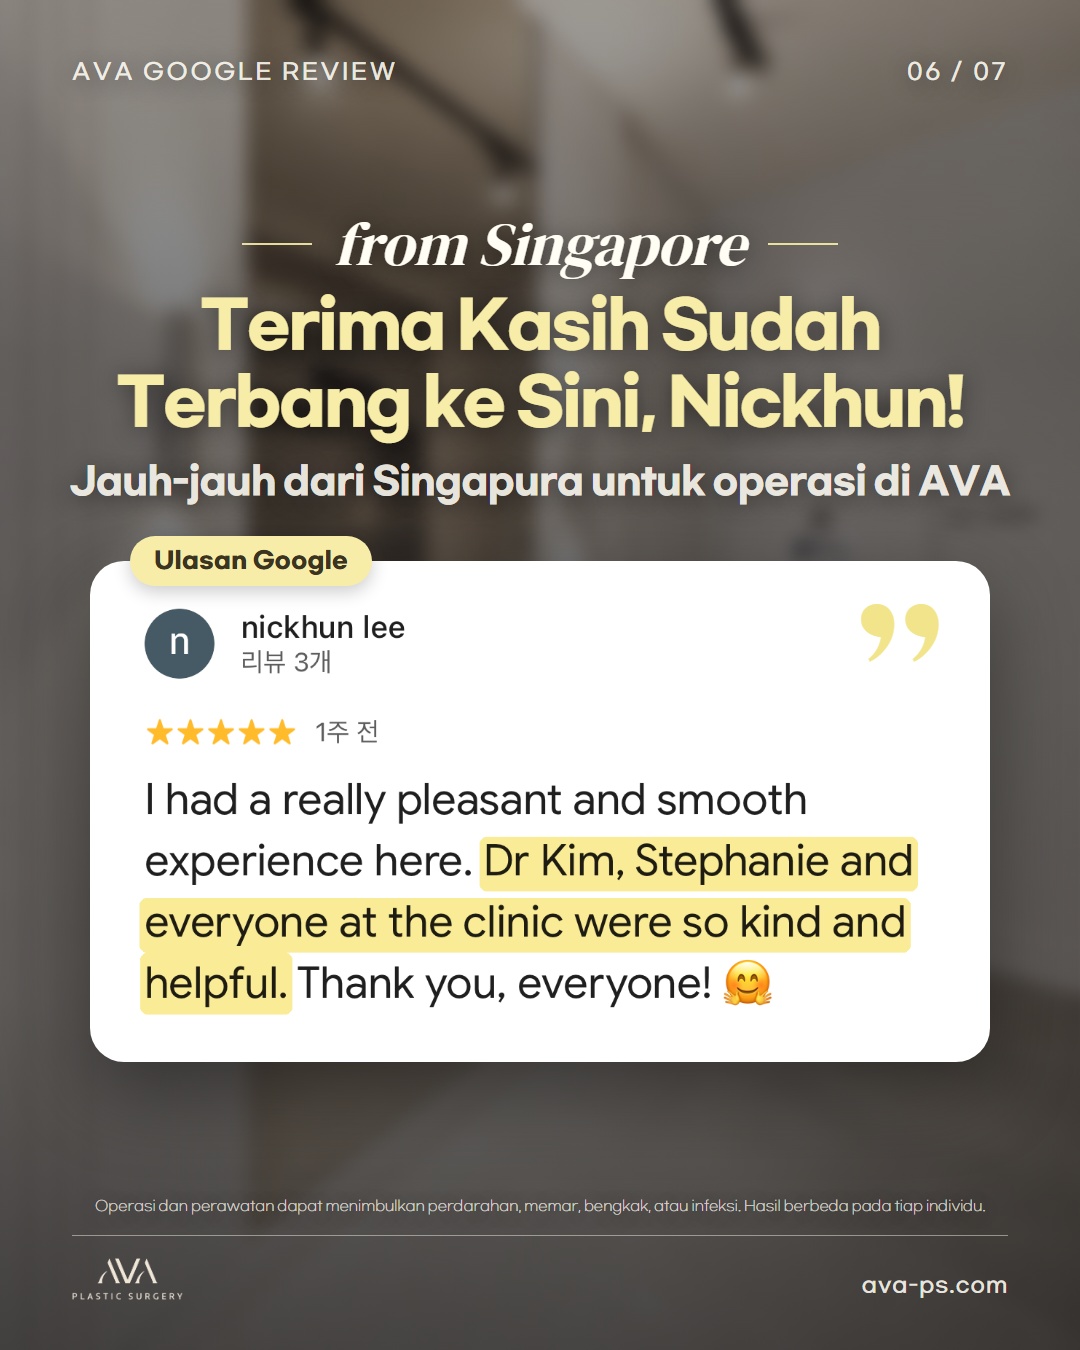 AVA GOOGLE REVIEW
06 / 07
from Singapore
Terima Kasih Sudah
Terbang ke Sini, Nickhun!
Jauh-jauh dari Singapura untuk operasi di AVA
Ulasan Google
n
nickhun lee
리뷰 3개
1주 전
I had a really pleasant and smooth
experience here. Dr Kim, Stephanie and
everyone at the clinic were so kind and
helpful. Thank you, everyone! 🤗
Operasi dan perawatan dapat menimbulkan perdarahan, memar, bengkak, atau infeksi. Hasil berbeda pada tiap individu.
AVA
PLASTIC SURGERY
ava-ps.com